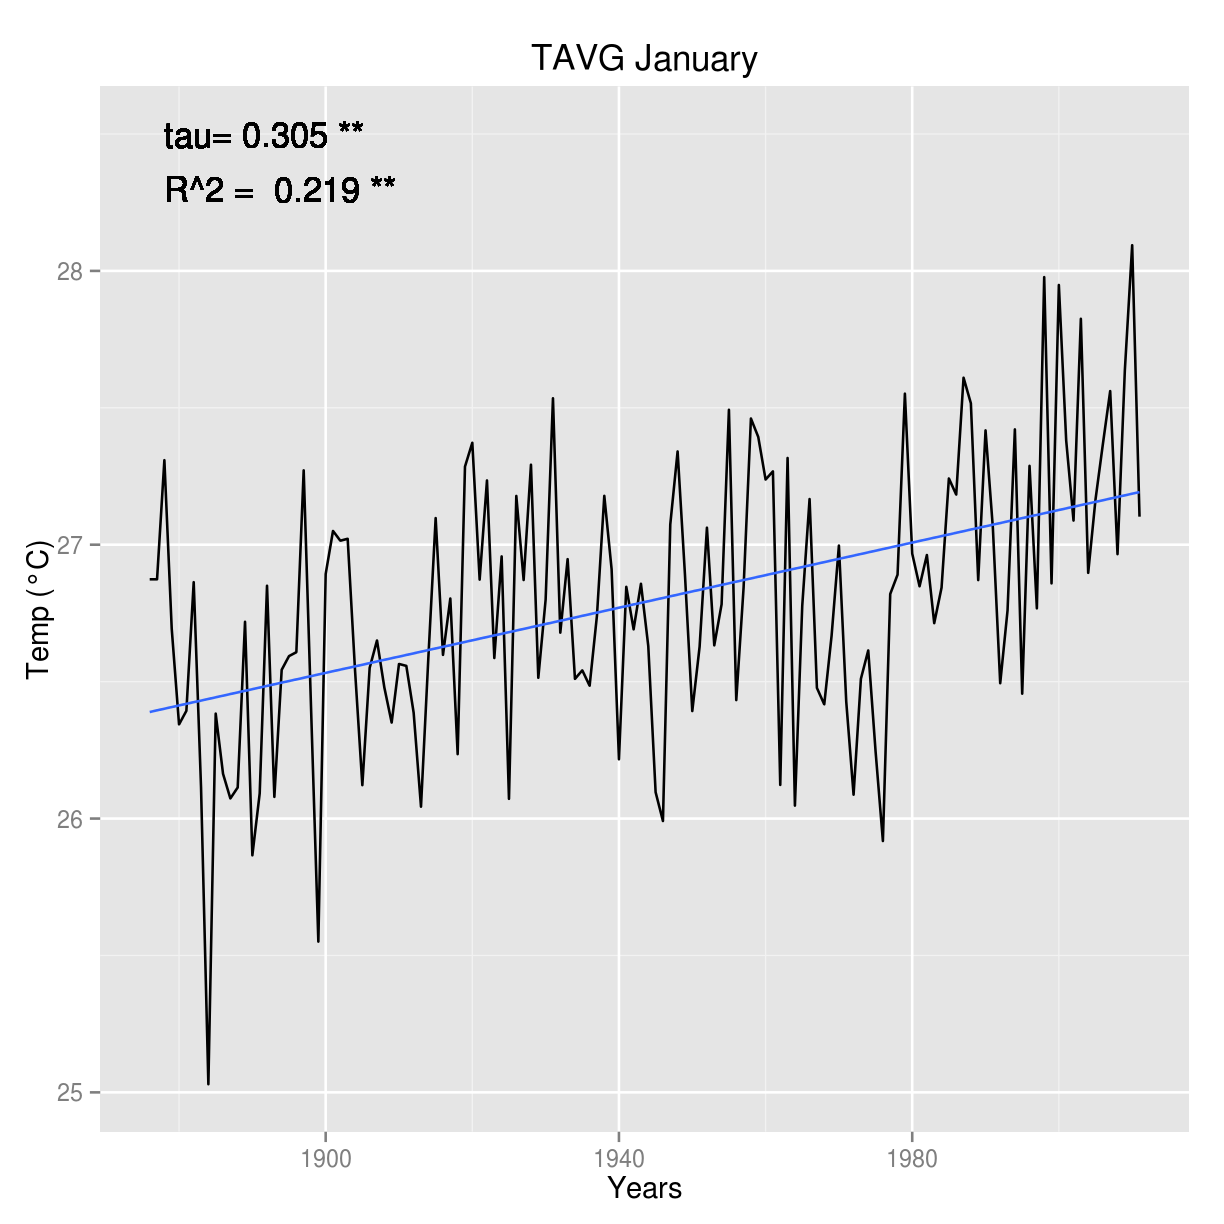 TAVG January
tau= 0.305 **
R^2 =  0.219 **
28
27
26
25
Temp (°C)
1900 1940 1980
Years